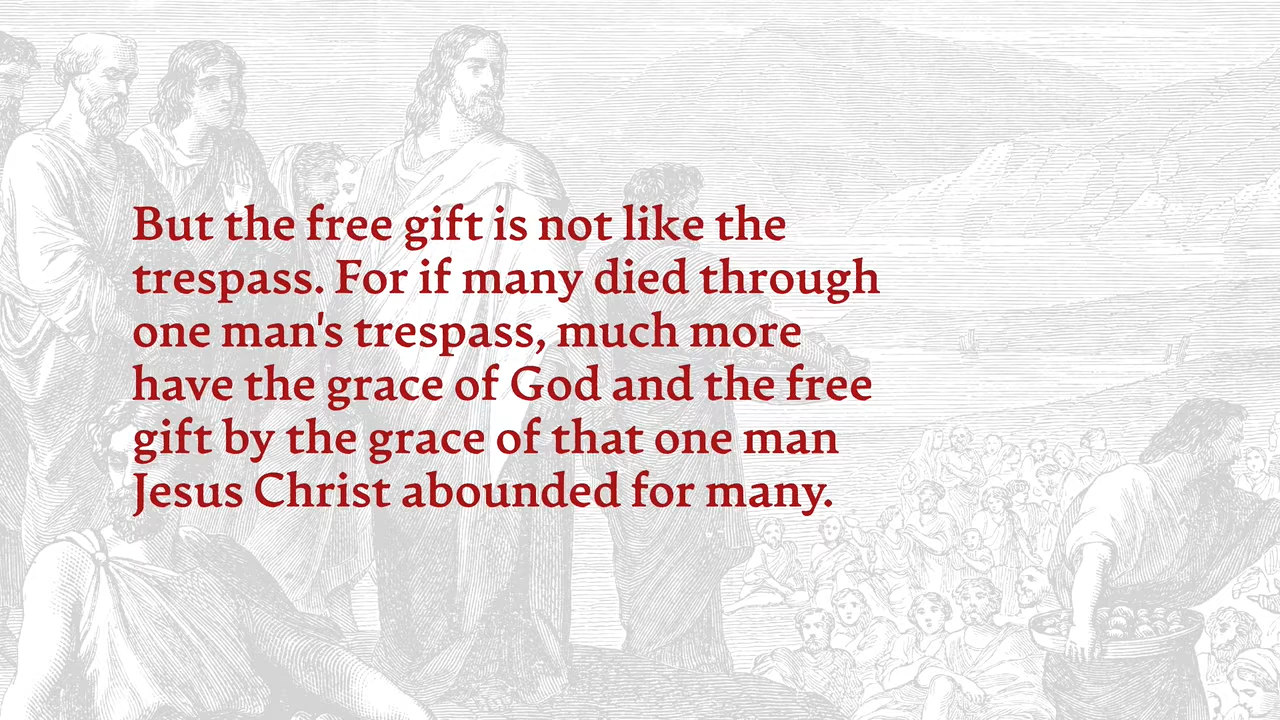 But the free gift is not like the
trespass. For if many died through
one man's trespass, much more
have the grace of God and the free
gift by the grace of that one man
Jesus Christ abounded for many.